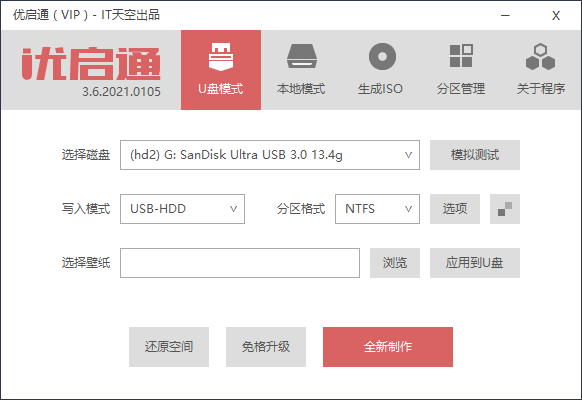 优启通（VIP）- IT天空出品
优启通
3.6.2021.0105
U盘模式
本地模式
生成ISO
分区管理
关于程序
选择磁盘 (hd2) G: SanDisk Ultra USB 3.0 13.4g 模拟测试
写入模式 USB-HDD 分区格式 NTFS 选项
选择壁纸 浏览 应用到U盘
还原空间 免格升级 全新制作